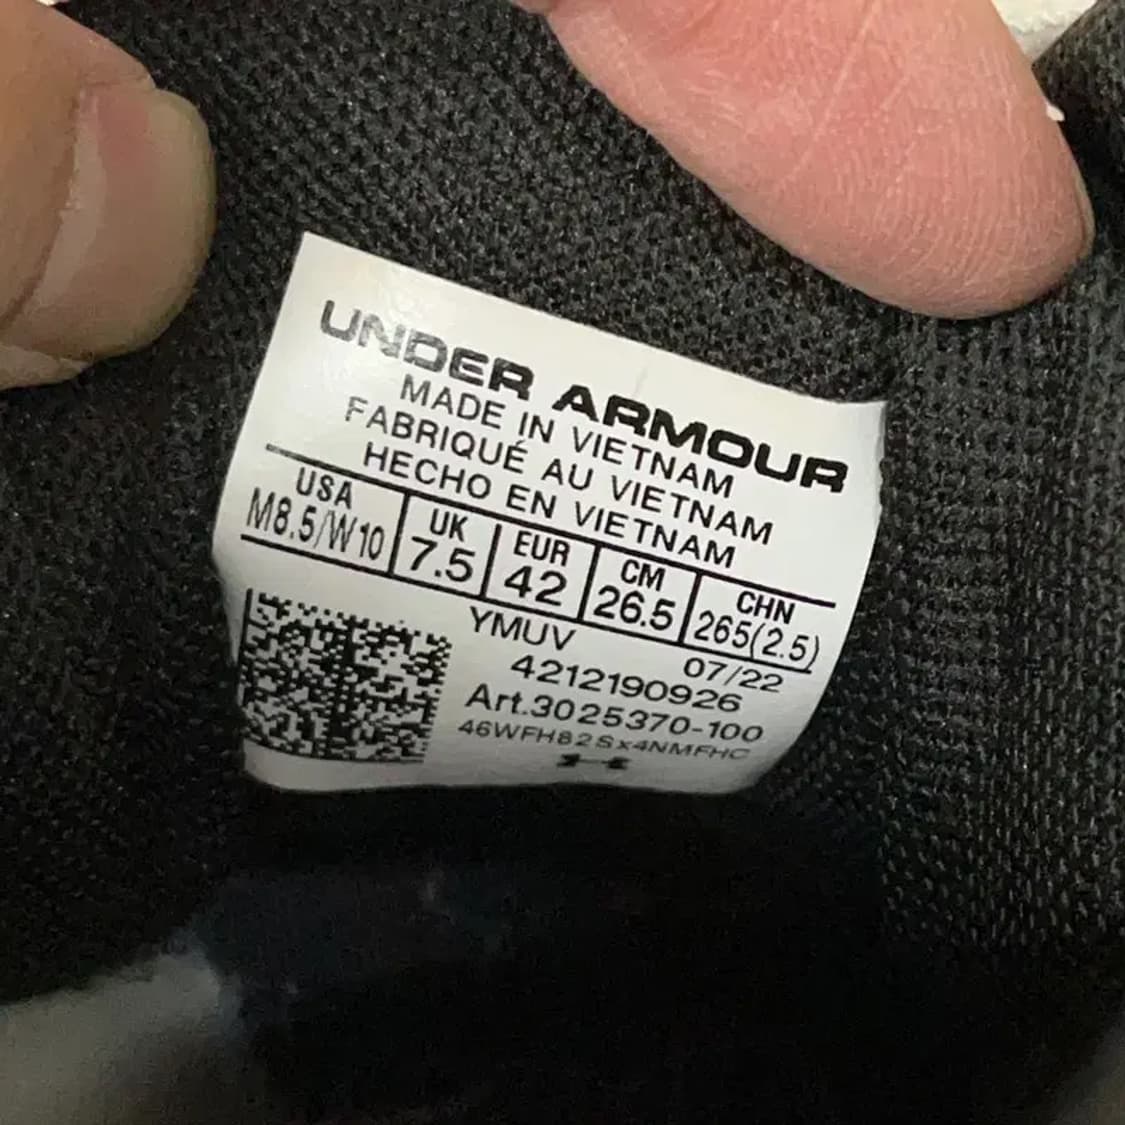 UNDER ARMOUR
MADE IN VIETNAM
FABRIQUÉ AU VIETNAM
HECHO EN VIETNAM
USA UK EUR CM CHN
M8.5/W10 7.5 42 26.5 265(2.5)
YMUV 07/22
4212190926
Art.3025370-100
46WFH82Sx4NMFHC